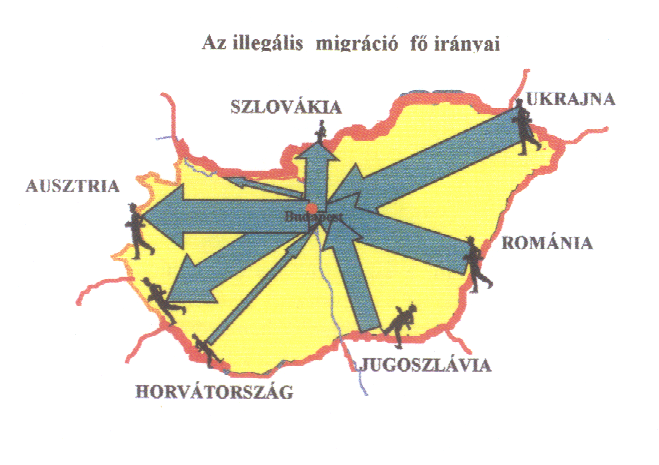 Az illegális migráció fő irányai
SZLOVÁKIA
UKRAJNA
AUSZTRIA
Budapest
ROMÁNIA
JUGOSZLÁVIA
HORVÁTORSZÁG